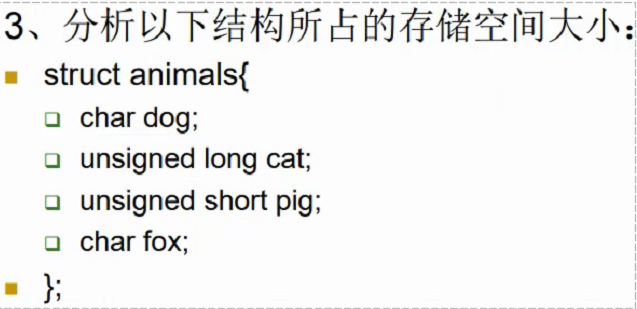 3、分析以下结构所占的存储空间大小：
struct animals{
char dog;
unsigned long cat;
unsigned short pig;
char fox;
};